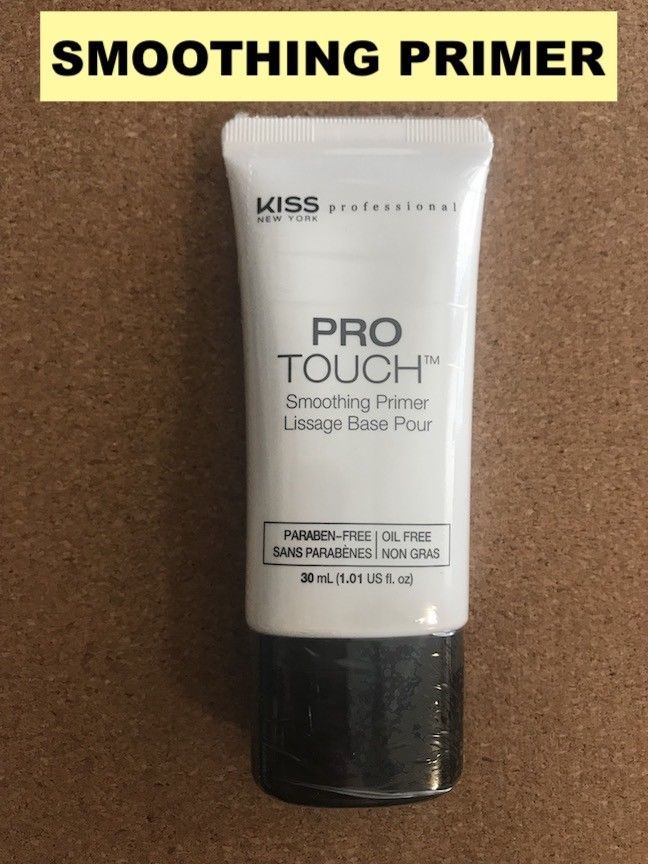 SMOOTHING PRIMER
KISS professional
NEW YORK
PRO
TOUCH™
Smoothing Primer
Lissage Base Pour
PARABEN-FREE | OIL FREE
SANS PARABÈNES | NON GRAS
30 mL (1.01 US fl. oz)